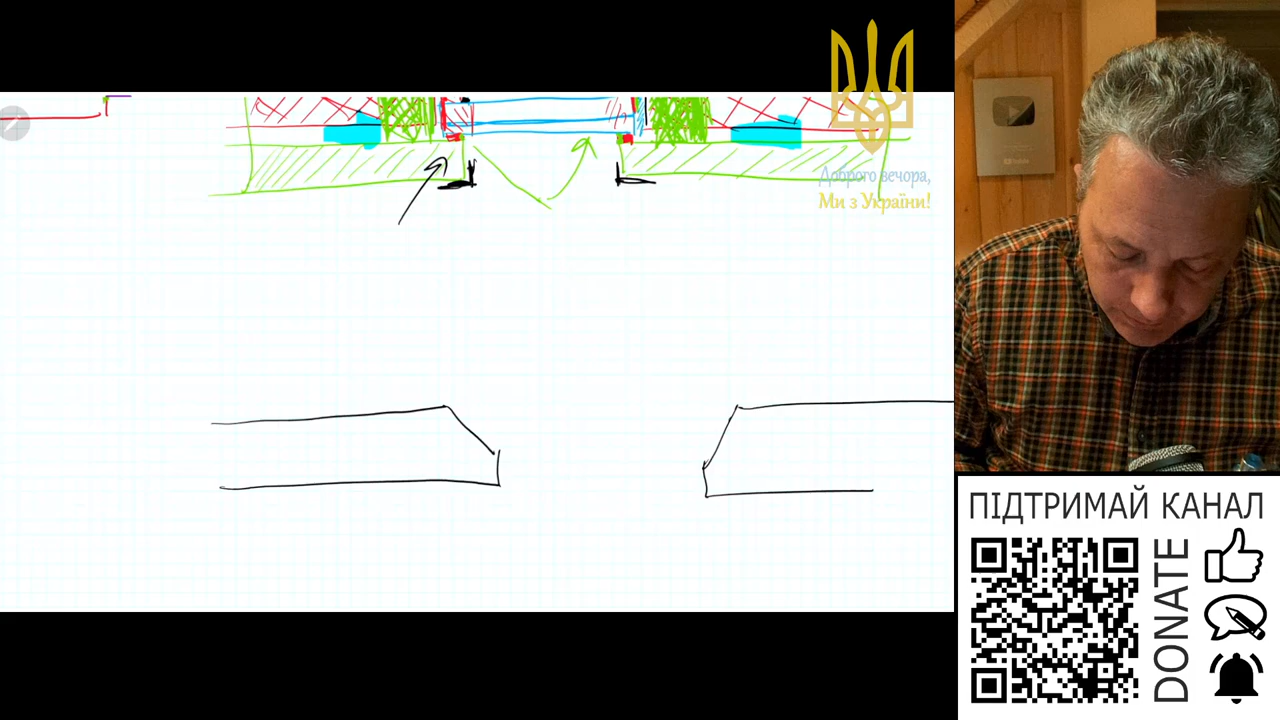 Доброго вечора,
Ми з України!
ПІДТРИМАЙ КАНАЛ
DONATE